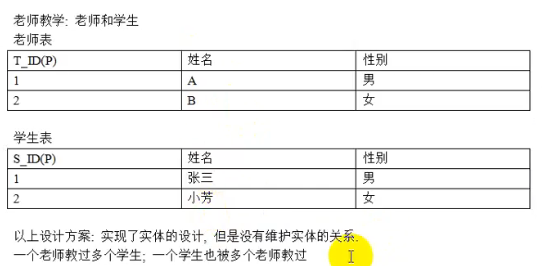 老师教学: 老师和学生
老师表
T_ID(P) 姓名 性别
1 A 男
2 B 女
学生表
S_ID(P) 姓名 性别
1 张三 男
2 小芳 女
以上设计方案: 实现了实体的设计, 但是没有维护实体的关系.
一个老师教过多个学生; 一个学生也被多个老师教过